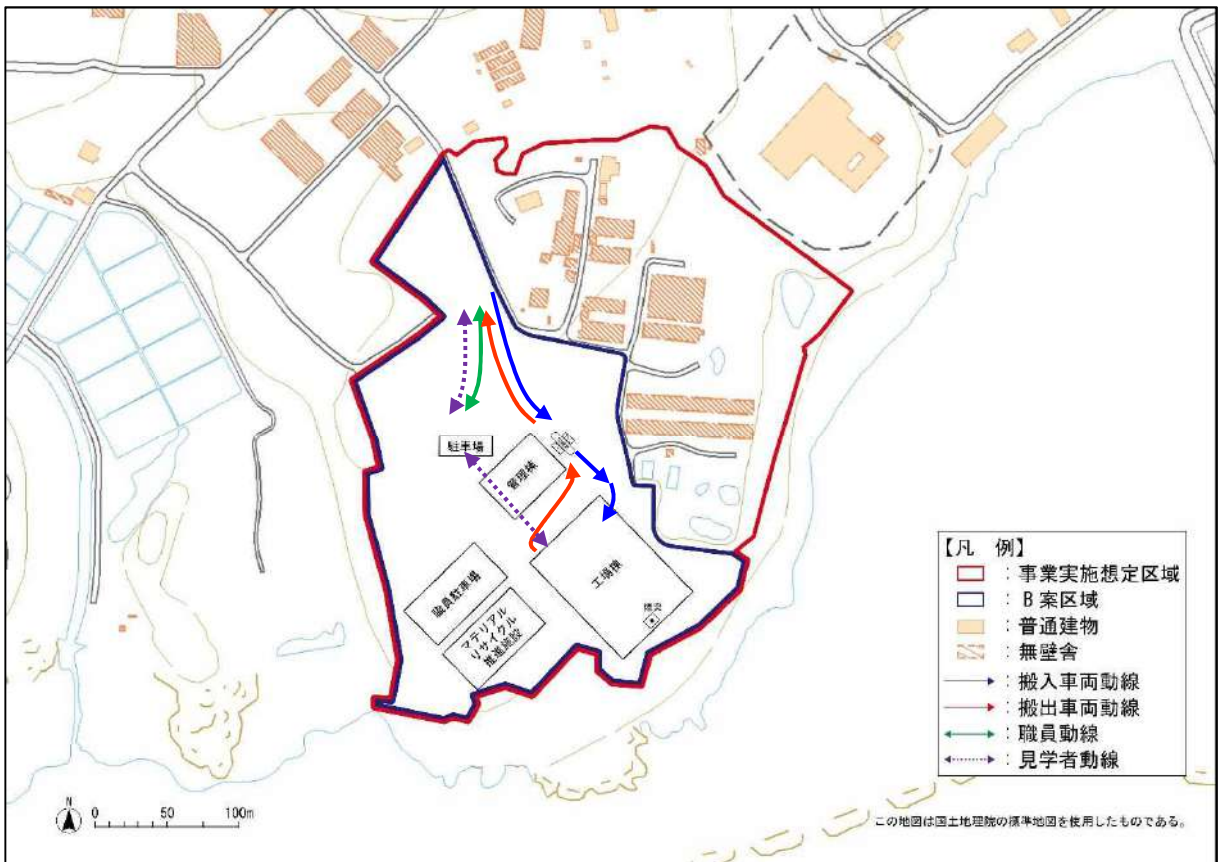 駐車場
管理棟
工場棟
煙突
職員駐車場
マテリアル
リサイクル
推進施設
【凡 例】
：事業実施想定区域
：B案区域
：普通建物
：無壁舎
：搬入車両動線
：搬出車両動線
：職員動線
：見学者動線
N
0 50 100m
この地図は国土地理院の標準地図を使用したものである。